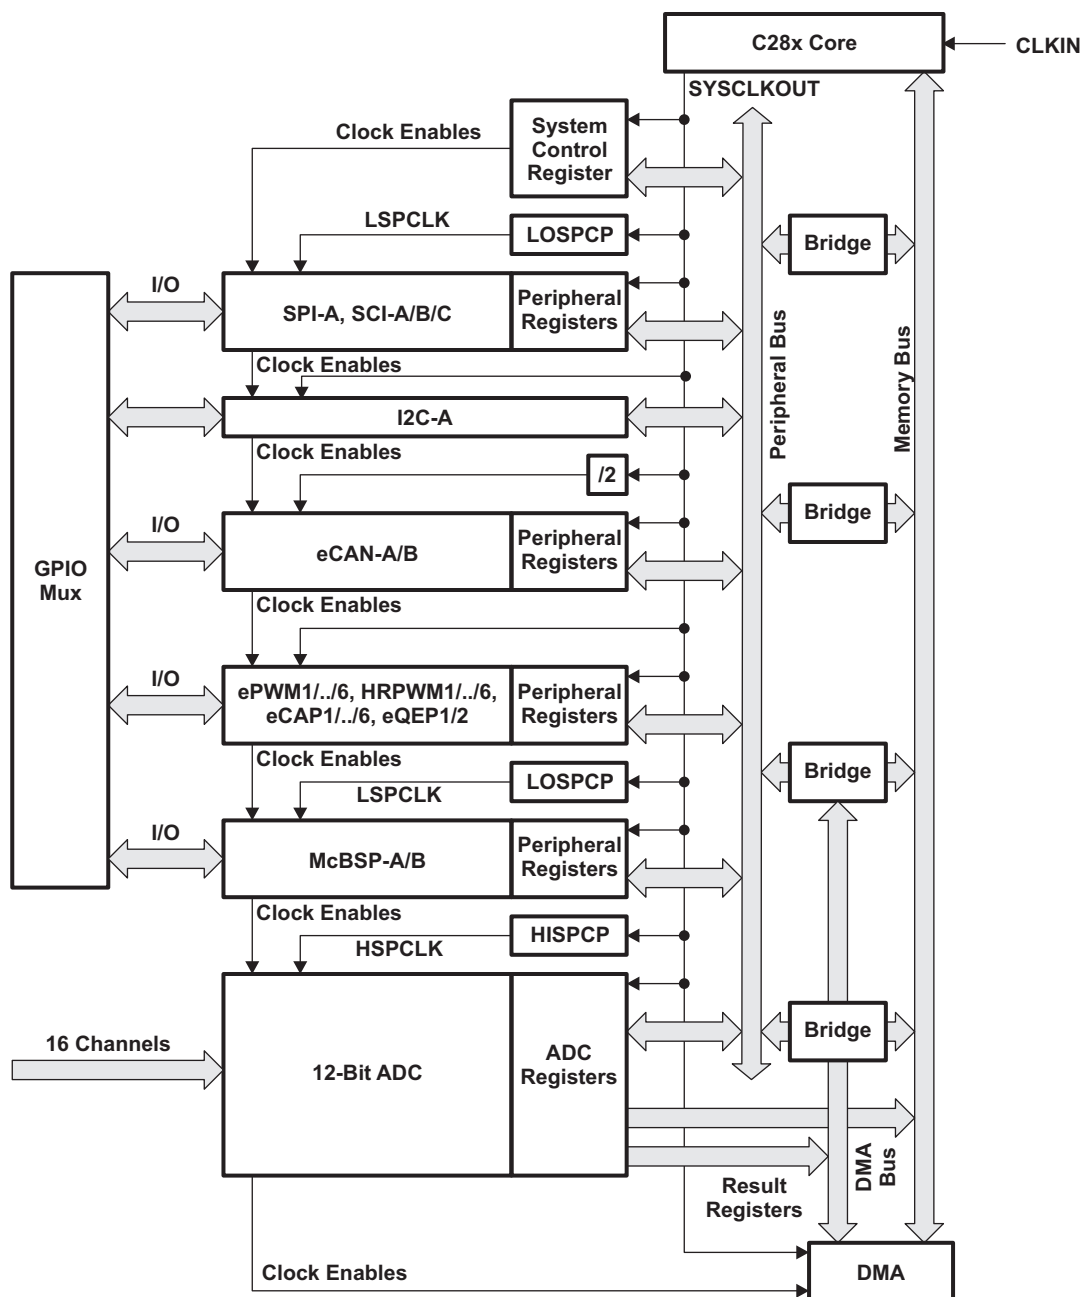 C28x Core
CLKIN
SYSCLKOUT
Clock Enables
System
Control
Register
LSPCLK
LOSPCP
Bridge
I/O
SPI-A, SCI-A/B/C
Peripheral
Registers
Peripheral Bus
Memory Bus
Clock Enables
I2C-A
Clock Enables
/2
Bridge
I/O
eCAN-A/B
Peripheral
Registers
GPIO
Mux
Clock Enables
I/O
ePWM1/../6, HRPWM1/../6,
eCAP1/../6, eQEP1/2
Peripheral
Registers
Clock Enables
LSPCLK
LOSPCP
Bridge
I/O
McBSP-A/B
Peripheral
Registers
Clock Enables
HSPCLK
HISPCP
16 Channels
12-Bit ADC
ADC
Registers
Bridge
DMA
Bus
Result
Registers
Clock Enables
DMA